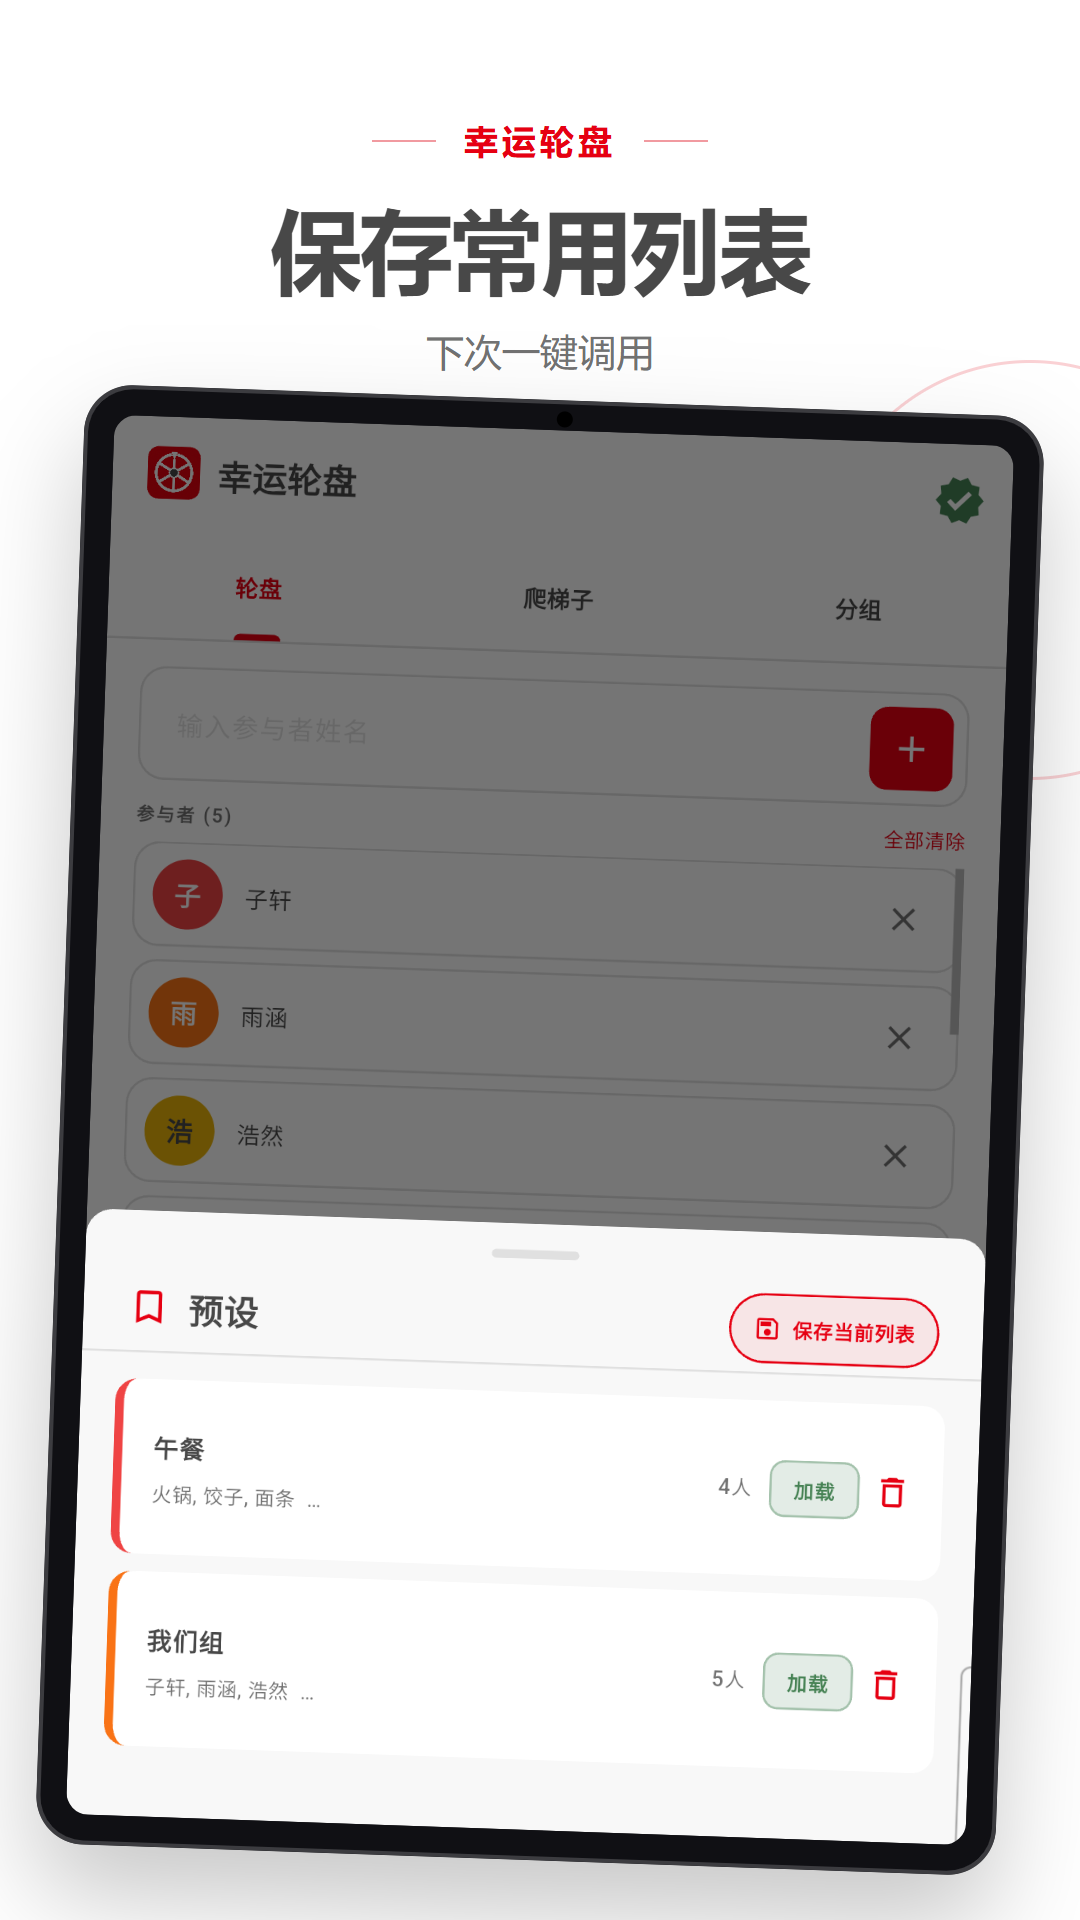 幸运轮盘
保存常用列表
下次一键调用
幸运轮盘
轮盘
爬梯子
分组
输入参与者姓名
参与者 (5)
全部清除
子 子轩
雨 雨涵
浩 浩然
预设
保存当前列表
午餐
火锅, 饺子, 面条 ...
4人
加载
我们组
子轩, 雨涵, 浩然 ...
5人
加载